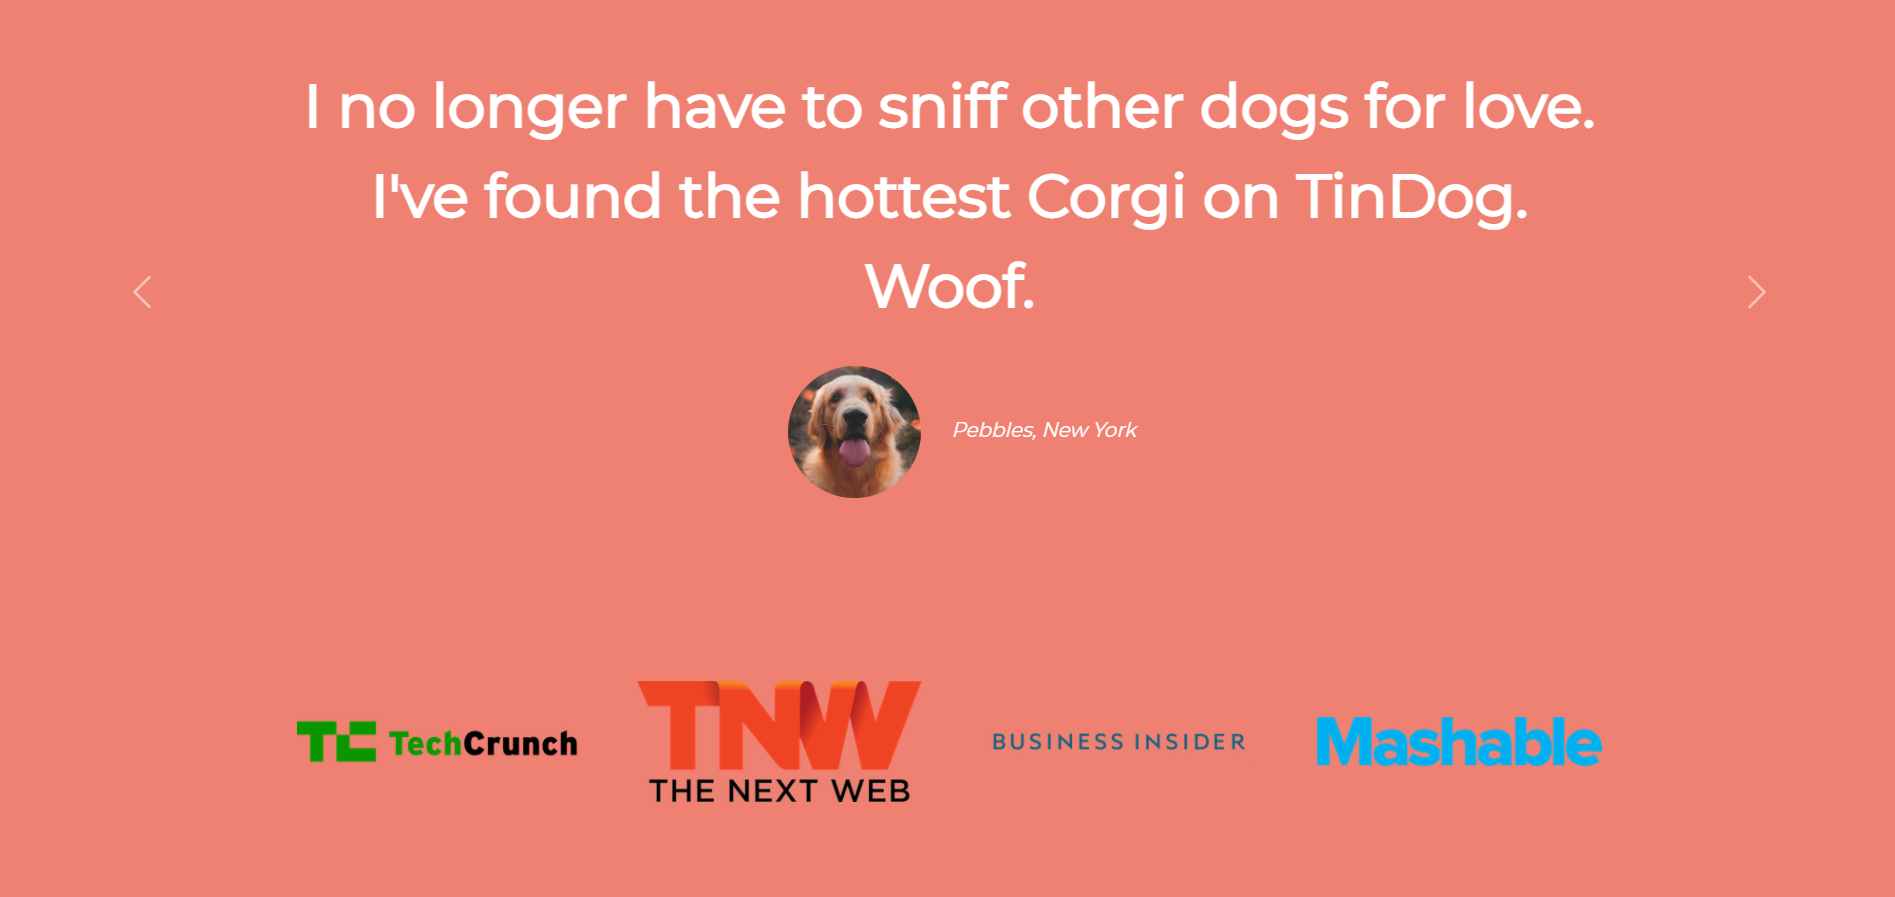 I no longer have to sniff other dogs for love.
I've found the hottest Corgi on TinDog.
Woof.
Pebbles, New York
TC TechCrunch
TNW
THE NEXT WEB
BUSINESS INSIDER
Mashable